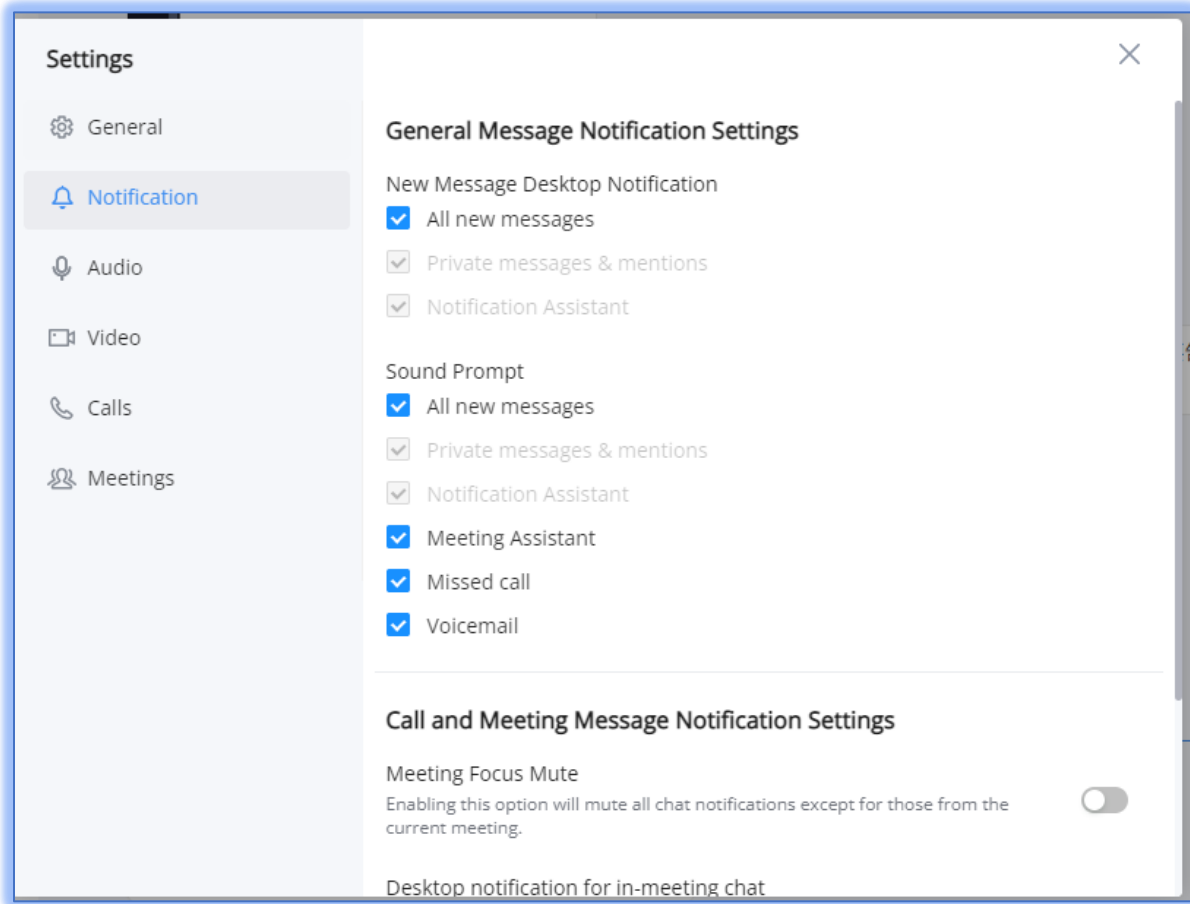 Settings
General
Notification
Audio
Video
Calls
Meetings
General Message Notification Settings
New Message Desktop Notification
All new messages
Private messages & mentions
Notification Assistant
Sound Prompt
All new messages
Private messages & mentions
Notification Assistant
Meeting Assistant
Missed call
Voicemail
Call and Meeting Message Notification Settings
Meeting Focus Mute
Enabling this option will mute all chat notifications except for those from the
current meeting.
Desktop notification for in-meeting chat